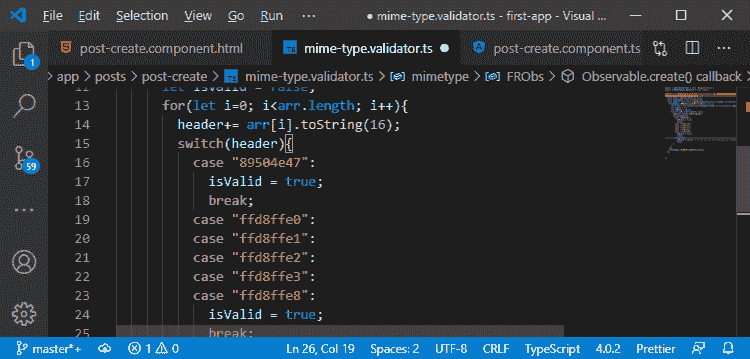 File Edit Selection View Go Run ... ● mime-type.validator.ts - first-app - Visual ...
post-create.component.html mime-type.validator.ts ● post-create.component.ts
app > posts > post-create > mime-type.validator.ts > mimetype > FRObs > Observable.create() callback
12 let isValid = false;
13 for(let i=0; i<arr.length; i++){
14 header+= arr[i].toString(16);
15 switch(header){
16 case "89504e47":
17 isValid = true;
18 break;
19 case "ffd8ffe0":
20 case "ffd8ffe1":
21 case "ffd8ffe2":
22 case "ffd8ffe3":
23 case "ffd8ffe8":
24 isValid = true;
25 break;
1
59
master*+ 1 0 Ln 26, Col 19 Spaces: 2 UTF-8 CRLF TypeScript 4.0.2 Prettier